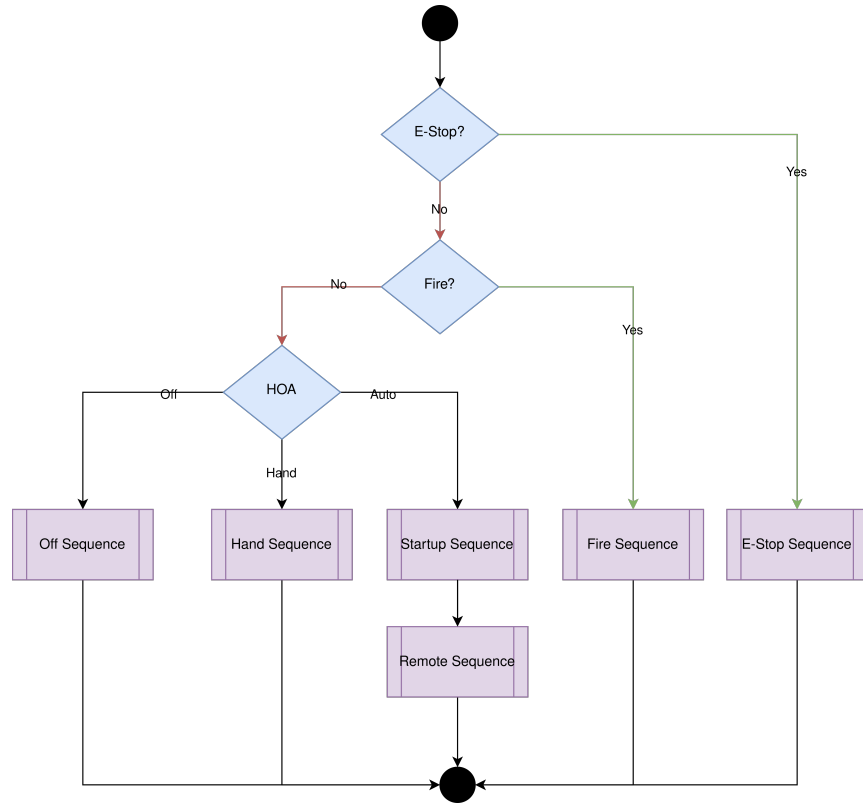 E-Stop?
Yes
No
Fire?
No
Yes
HOA
Off
Auto
Hand
Off Sequence
Hand Sequence
Startup Sequence
Fire Sequence
E-Stop Sequence
Remote Sequence